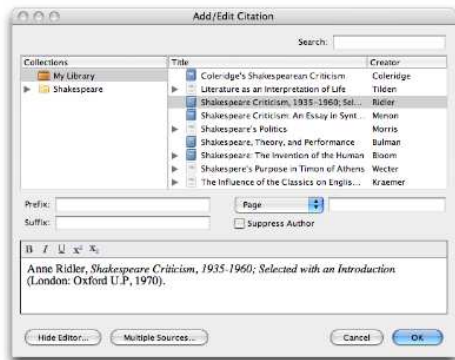 Add/Edit Citation
Search:
Collections
Title
Creator
My Library
Coleridge's Shakespearean Criticism
Coleridge
Shakespeare
Literature as an Interpretation of Life
Tilden
Shakespeare Criticism, 1935-1960; Sel...
Ridler
Shakespeare Criticism: An Essay in Synt...
Menon
Shakespeare's Politics
Morris
Shakespeare, Theory, and Performance
Bulman
Shakespeare: The Invention of the Human
Bloom
Shakespere's Purpose in Timon of Athens
Wecter
The Influence of the Classics on Englis...
Kraemer
Prefix:
Page
Suffix:
Suppress Author
B I U x² x₂
Anne Ridler, Shakespeare Criticism, 1935-1960; Selected with an Introduction
(London: Oxford U.P, 1970).
Hide Editor...
Multiple Sources...
Cancel
OK